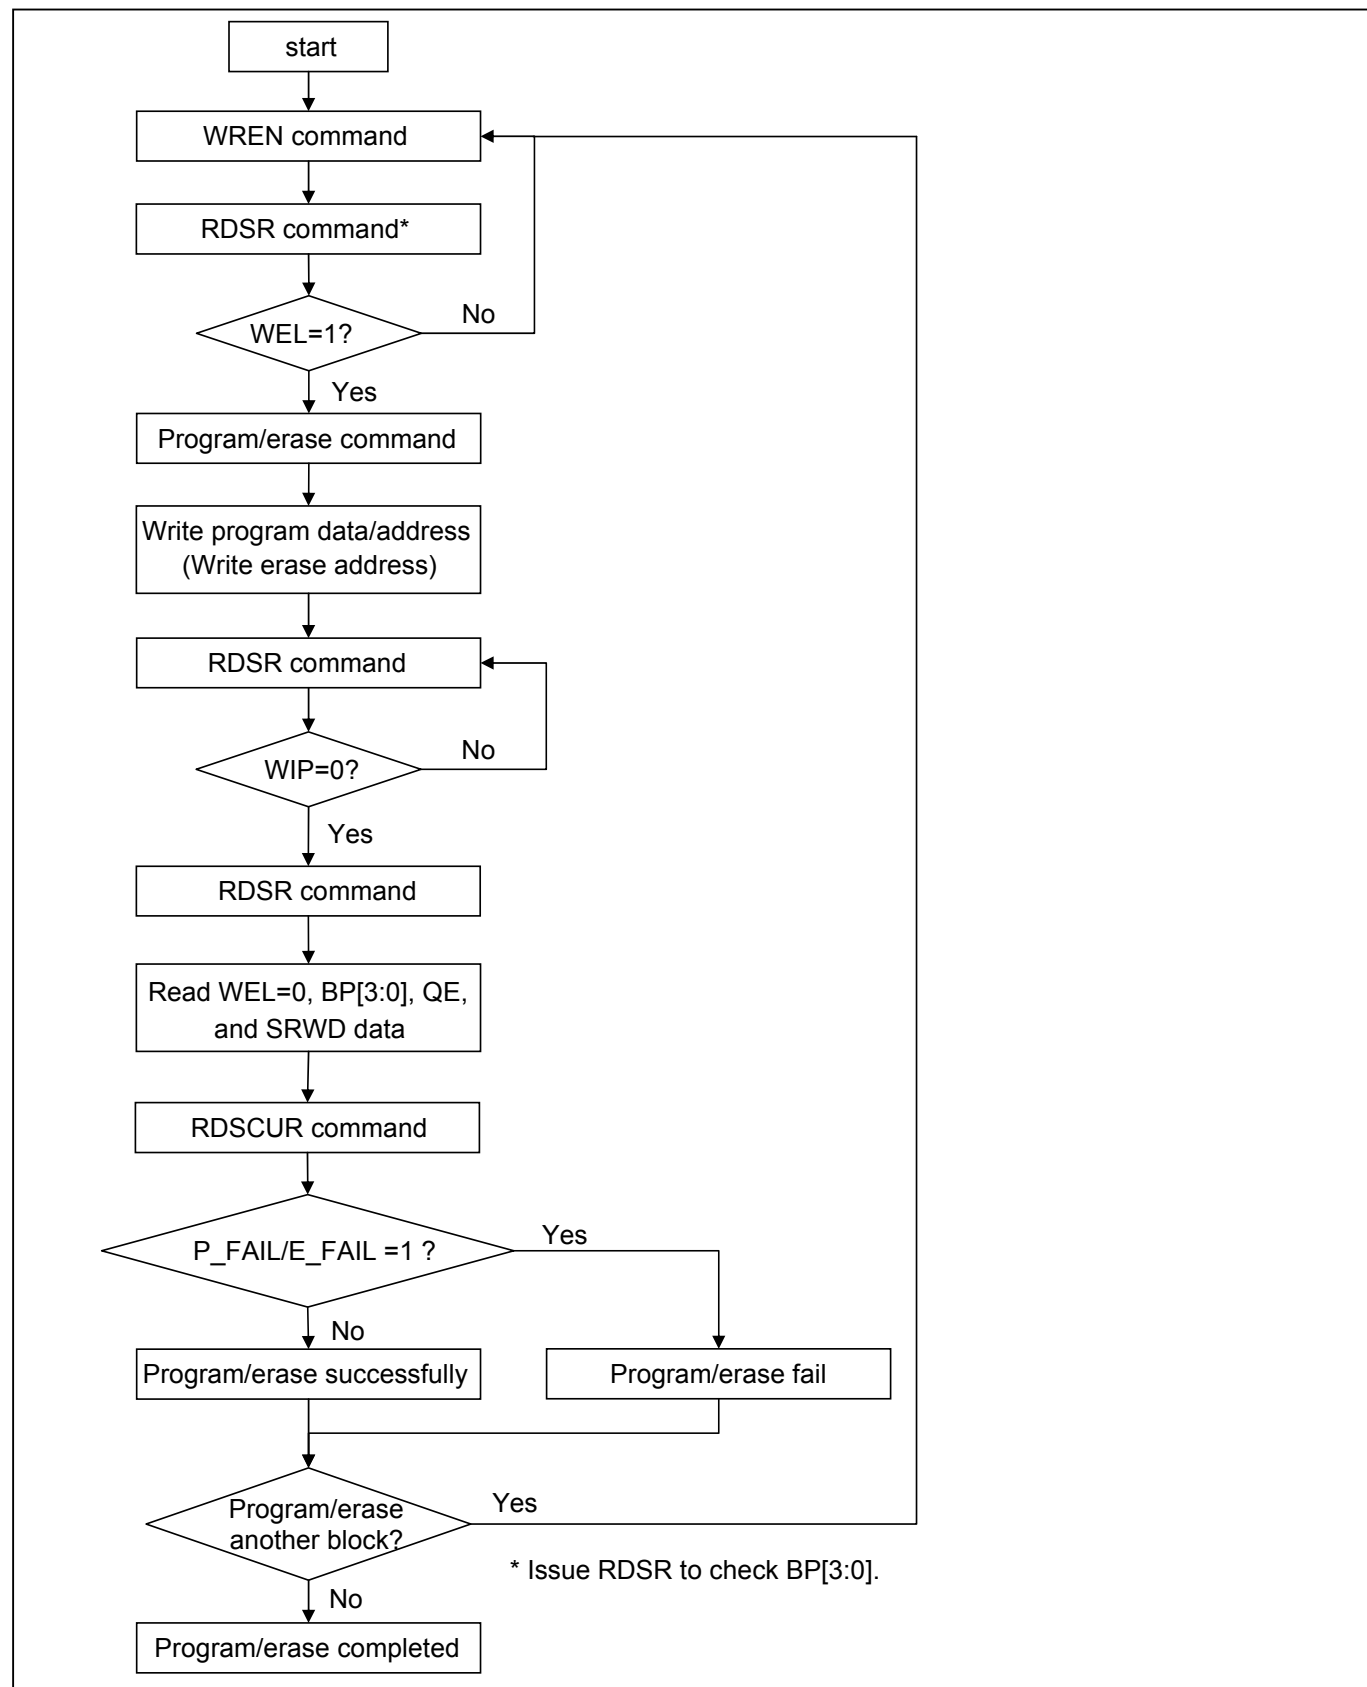 start
WREN command
RDSR command*
WEL=1?
No
Yes
Program/erase command
Write program data/address
(Write erase address)
RDSR command
WIP=0?
No
Yes
RDSR command
Read WEL=0, BP[3:0], QE,
and SRWD data
RDSCUR command
P_FAIL/E_FAIL =1 ?
Yes
No
Program/erase successfully
Program/erase fail
Program/erase
another block?
Yes
* Issue RDSR to check BP[3:0].
No
Program/erase completed